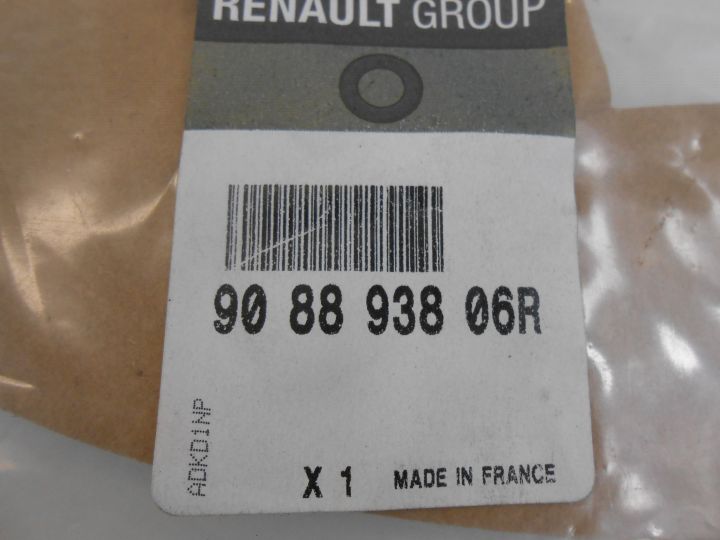 RENAULT GROUP
90 88 938 06R
ADKD1NP
X 1 MADE IN FRANCE